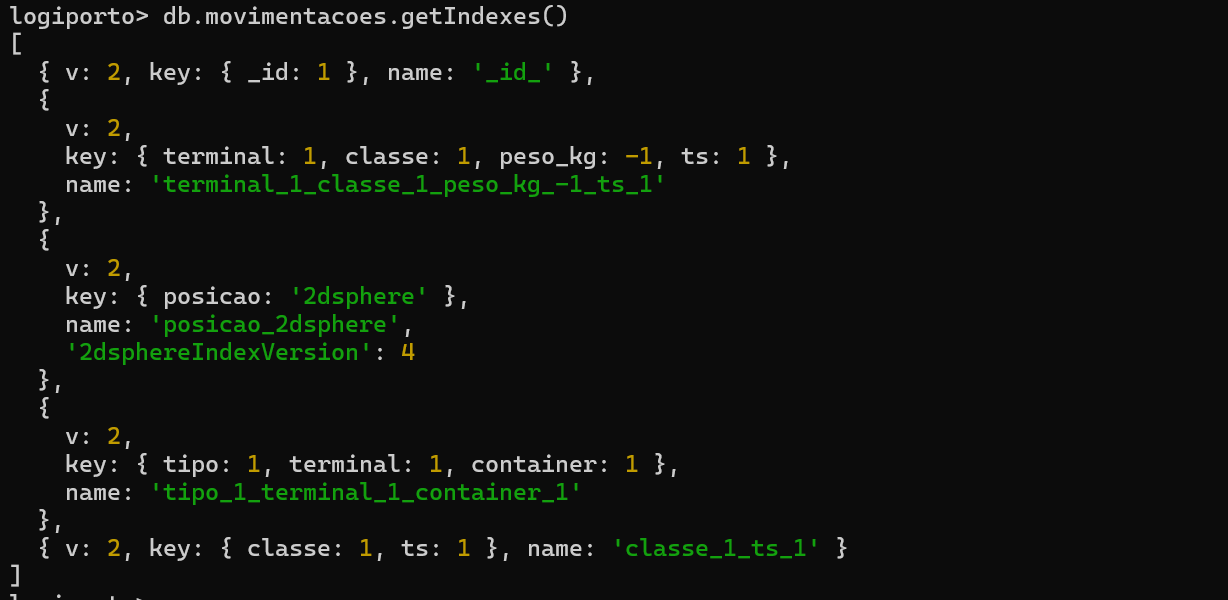 logiporto> db.movimentacoes.getIndexes()
[
  { v: 2, key: { _id: 1 }, name: '_id_' },
  {
    v: 2,
    key: { terminal: 1, classe: 1, peso_kg: -1, ts: 1 },
    name: 'terminal_1_classe_1_peso_kg_-1_ts_1'
  },
  {
    v: 2,
    key: { posicao: '2dsphere' },
    name: 'posicao_2dsphere',
    '2dsphereIndexVersion': 4
  },
  {
    v: 2,
    key: { tipo: 1, terminal: 1, container: 1 },
    name: 'tipo_1_terminal_1_container_1'
  },
  { v: 2, key: { classe: 1, ts: 1 }, name: 'classe_1_ts_1' }
]